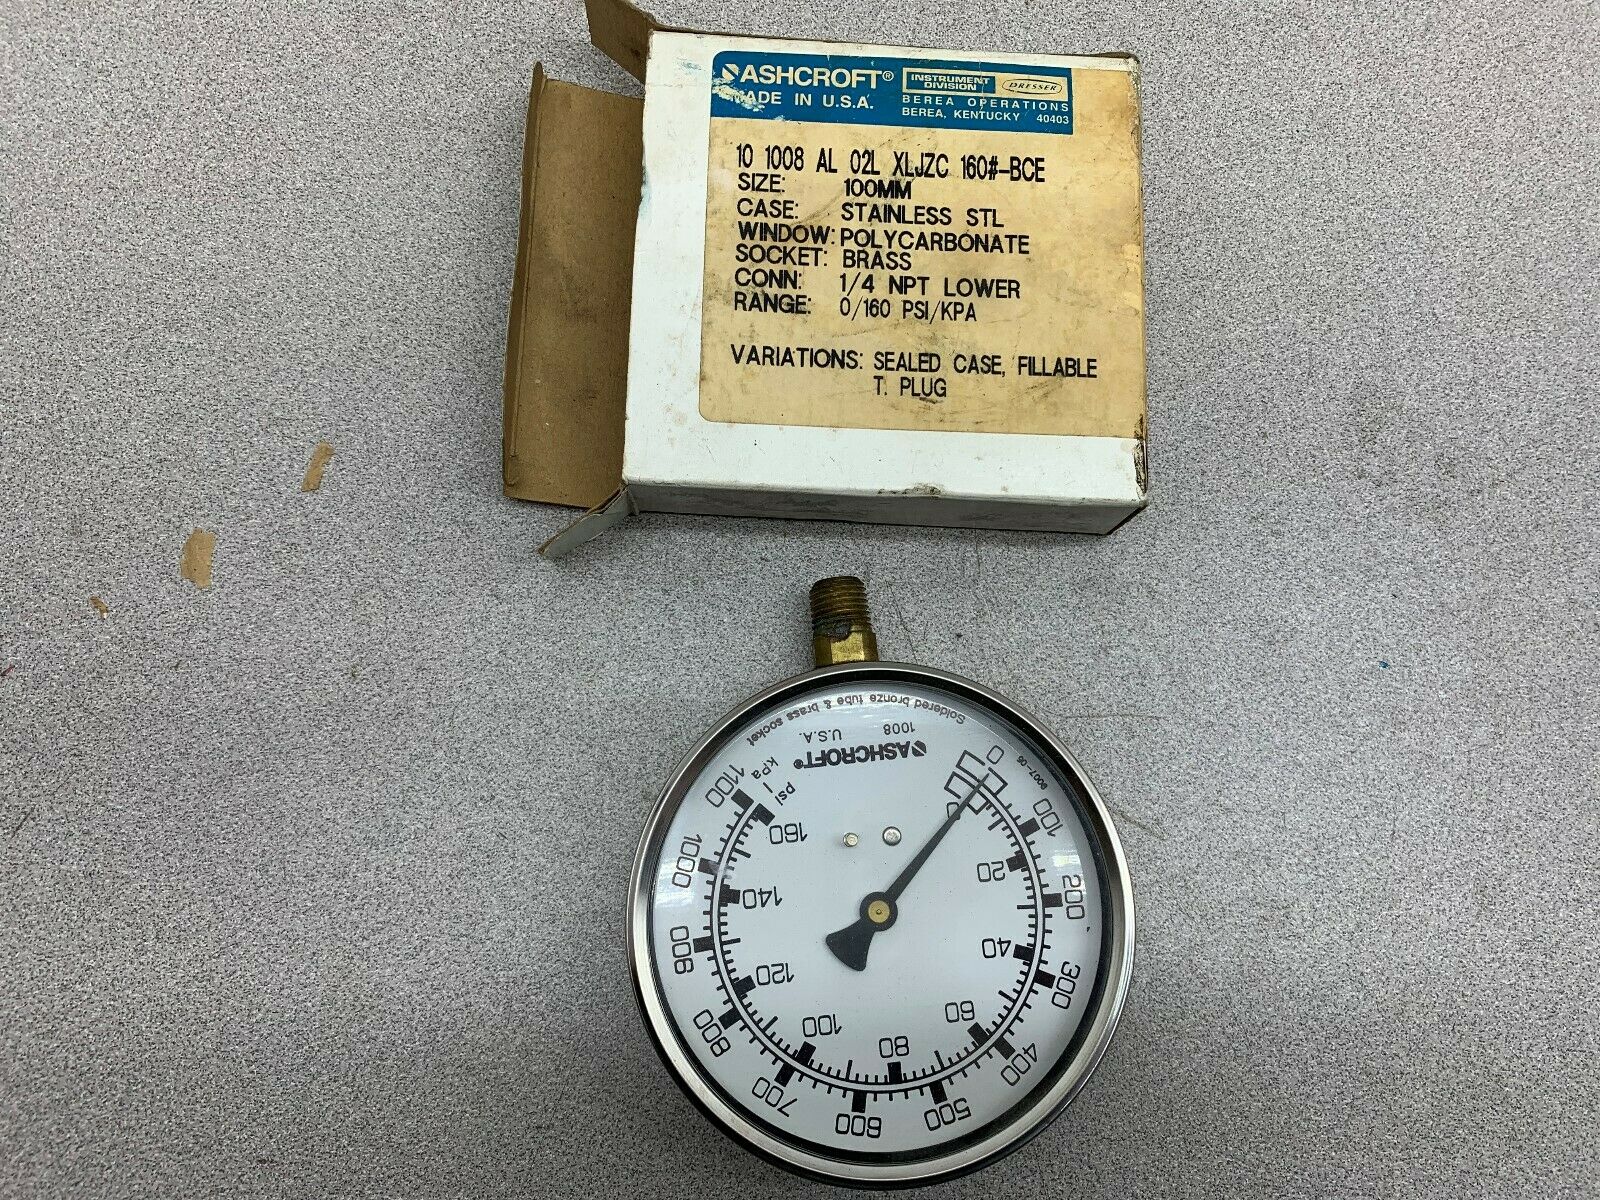 ASHCROFT® INSTRUMENT DIVISION DRESSER
MADE IN U.S.A. BEREA OPERATIONS
BEREA, KENTUCKY 40403
10 1008 AL 02L XLJZC 160#-BCE
SIZE: 100MM
CASE: STAINLESS STL
WINDOW: POLYCARBONATE
SOCKET: BRASS
CONN: 1/4 NPT LOWER
RANGE: 0/160 PSI/KPA
VARIATIONS: SEALED CASE, FILLABLE
T. PLUG
0
100
200
300
400
500
600
700
800
900
1000
1100
0
20
40
60
80
100
120
140
160
psi
kPa
ASHCROFT®
1008 U.S.A.
Soldered bronze tube & brass socket